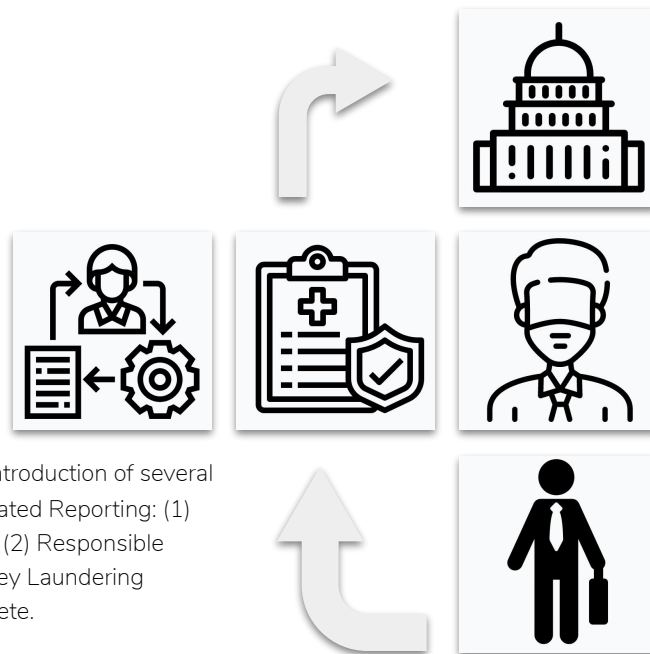 ntroduction of several
ated Reporting: (1)
(2) Responsible
ey Laundering
ete.